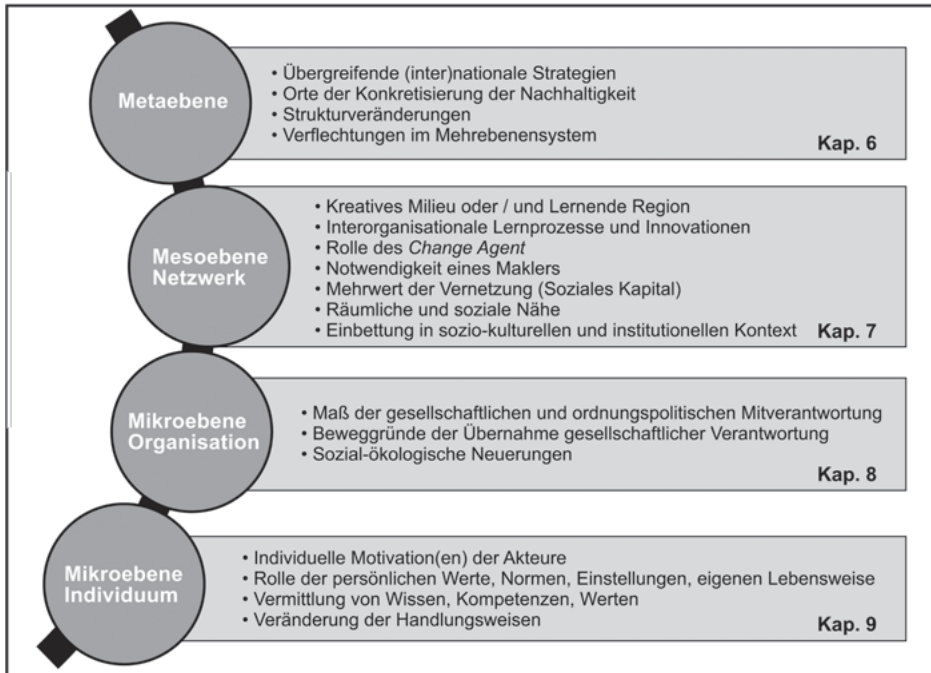 Metaebene
• Übergreifende (inter)nationale Strategien
• Orte der Konkretisierung der Nachhaltigkeit
• Strukturveränderungen
• Verflechtungen im Mehrebenensystem
Kap. 6
Mesoebene
Netzwerk
• Kreatives Milieu oder / und Lernende Region
• Interorganisationale Lernprozesse und Innovationen
• Rolle des Change Agent
• Notwendigkeit eines Maklers
• Mehrwert der Vernetzung (Soziales Kapital)
• Räumliche und soziale Nähe
• Einbettung in sozio-kulturellen und institutionellen Kontext
Kap. 7
Mikroebene
Organisation
• Maß der gesellschaftlichen und ordnungspolitischen Mitverantwortung
• Beweggründe der Übernahme gesellschaftlicher Verantwortung
• Sozial-ökologische Neuerungen
Kap. 8
Mikroebene
Individuum
• Individuelle Motivation(en) der Akteure
• Rolle der persönlichen Werte, Normen, Einstellungen, eigenen Lebensweise
• Vermittlung von Wissen, Kompetenzen, Werten
• Veränderung der Handlungsweisen
Kap. 9